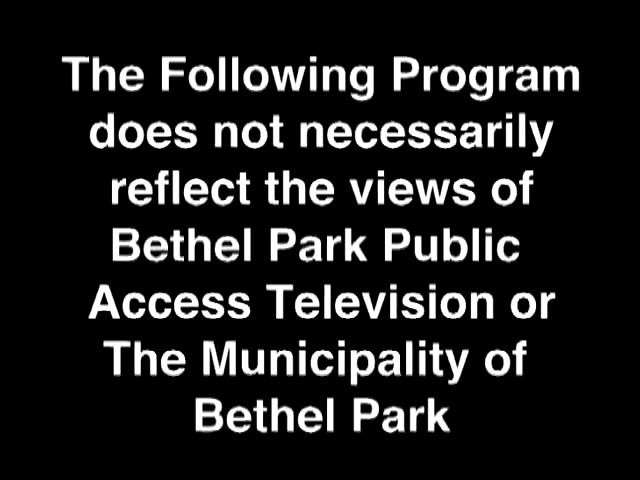 The Following Program
does not necessarily
reflect the views of
Bethel Park Public
Access Television or
The Municipality of
Bethel Park